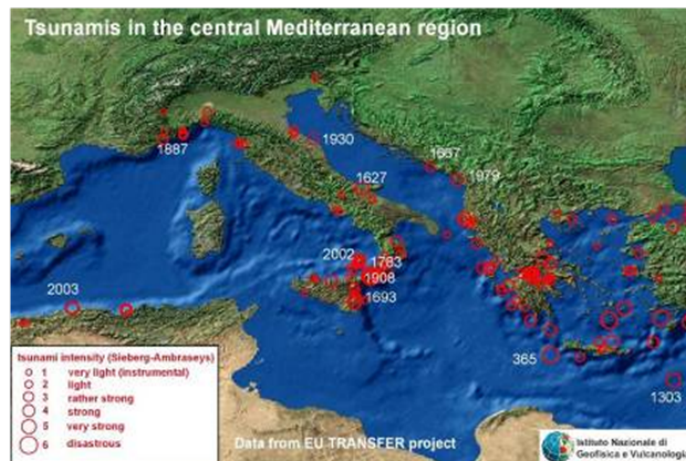 Tsunamis in the central Mediterranean region
1887
1930
1667
1979
1627
2002
1783
1908
1693
2003
365
1303
tsunami intensity (Sieberg-Ambraseys)
1 very light (instrumental)
2 light
3 rather strong
4 strong
5 very strong
6 disastrous
Data from EU TRANSFER project
Istituto Nazionale di
Geofisica e Vulcanologia